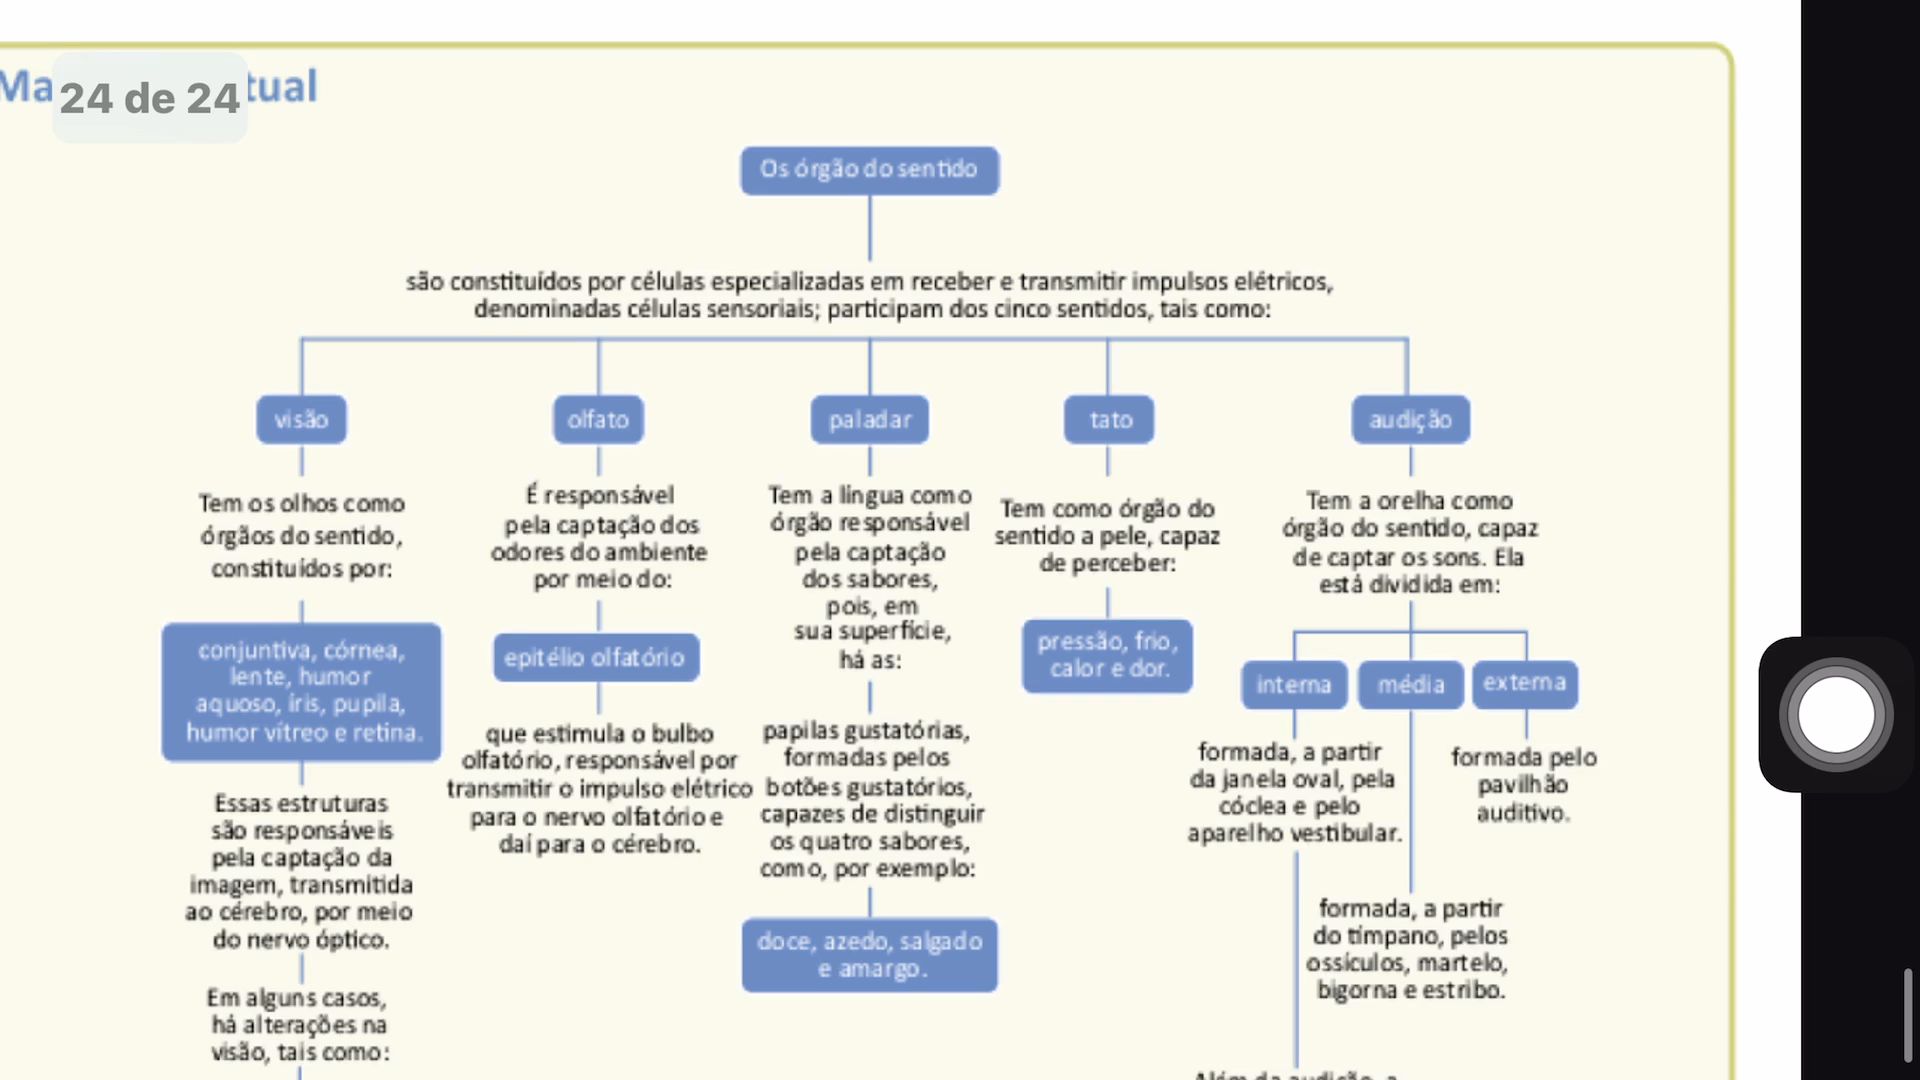 Ma
24 de 24
tual
Os órgão do sentido
são constituídos por células especializadas em receber e transmitir impulsos elétricos,
denominadas células sensoriais; participam dos cinco sentidos, tais como:
visão
olfato
paladar
tato
audição
Tem os olhos como
órgãos do sentido,
constituídos por:
conjuntiva, córnea,
lente, humor
aquoso, íris, pupila,
humor vítreo e retina.
Essas estruturas
são responsáveis
pela captação da
imagem, transmitida
ao cérebro, por meio
do nervo óptico.
Em alguns casos,
há alterações na
visão, tais como:
É responsável
pela captação dos
odores do ambiente
por meio do:
epitélio olfatório
que estimula o bulbo
olfatório, responsável por
transmitir o impulso elétrico
para o nervo olfatório e
daí para o cérebro.
Tem a língua como
órgão responsável
pela captação
dos sabores,
pois, em
sua superfície,
há as:
papilas gustatórias,
formadas pelos
botões gustatórios,
capazes de distinguir
os quatro sabores,
como, por exemplo:
doce, azedo, salgado
e amargo.
Tem como órgão do
sentido a pele, capaz
de perceber:
pressão, frio,
calor e dor.
Tem a orelha como
órgão do sentido, capaz
de captar os sons. Ela
está dividida em:
interna
média
externa
formada, a partir
da janela oval, pela
cóclea e pelo
aparelho vestibular.
formada pelo
pavilhão
auditivo.
formada, a partir
do tímpano, pelos
ossículos, martelo,
bigorna e estribo.
Além da audição, a